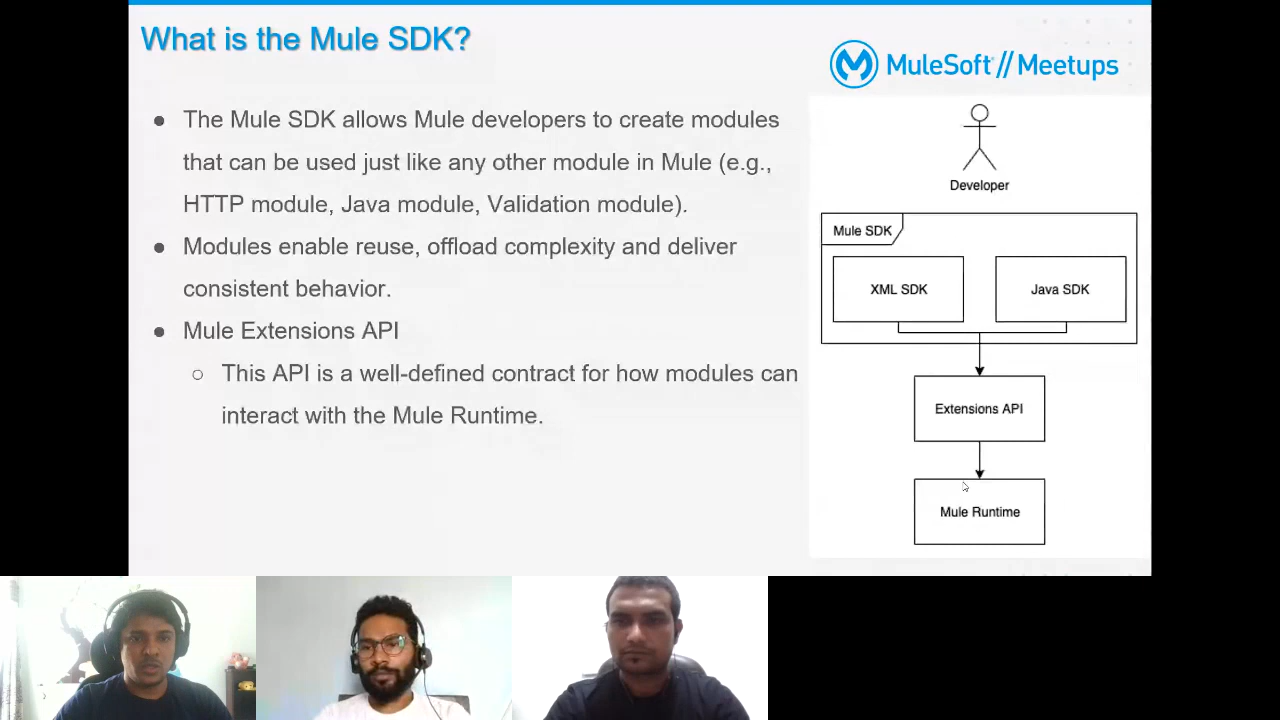 What is the Mule SDK?
MuleSoft // Meetups
● The Mule SDK allows Mule developers to create modules
that can be used just like any other module in Mule (e.g.,
HTTP module, Java module, Validation module).
● Modules enable reuse, offload complexity and deliver
consistent behavior.
● Mule Extensions API
○ This API is a well-defined contract for how modules can
interact with the Mule Runtime.
Developer
Mule SDK
XML SDK
Java SDK
Extensions API
Mule Runtime